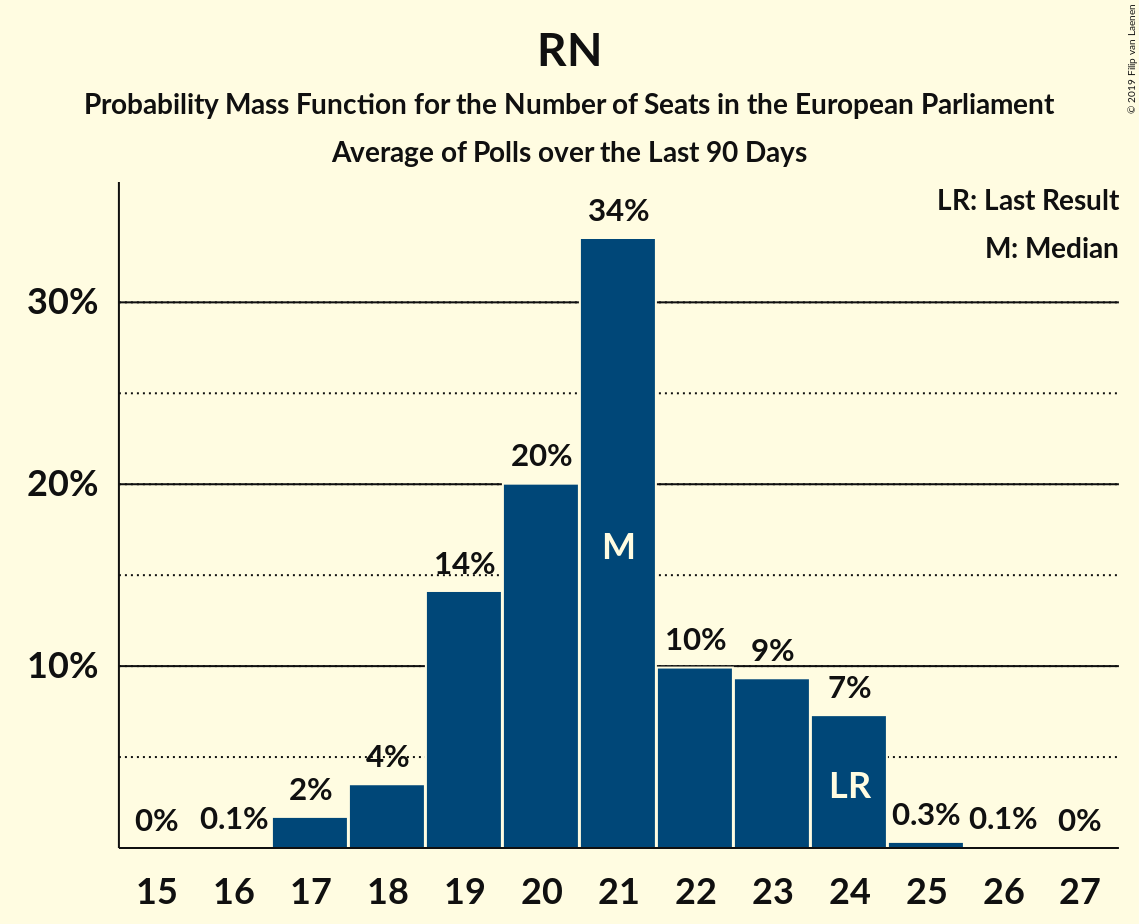 RN
Probability Mass Function for the Number of Seats in the European Parliament
Average of Polls over the Last 90 Days
© 2019 Filip van Laenen
LR: Last Result
M: Median
34%
30%
20%
20%
M
14%
10%
10%
9%
7%
4%
LR
2%
0%
0.1%
0.3%
0.1%
0%
15 16 17 18 19 20 21 22 23 24 25 26 27